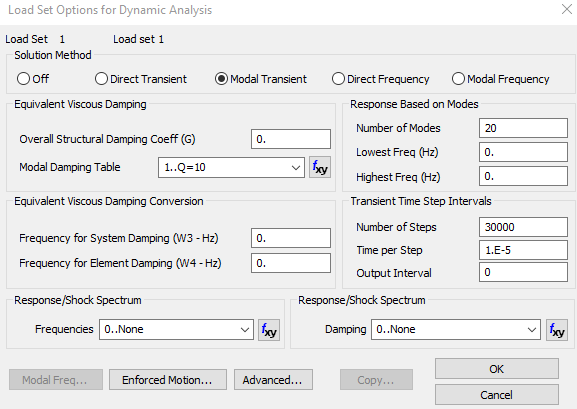 Load Set Options for Dynamic Analysis
Load Set 1 Load set 1
Solution Method
Off Direct Transient Modal Transient Direct Frequency Modal Frequency
Equivalent Viscous Damping
Overall Structural Damping Coeff (G) 0.
Modal Damping Table 1..Q=10 fxy
Response Based on Modes
Number of Modes 20
Lowest Freq (Hz) 0.
Highest Freq (Hz) 0.
Equivalent Viscous Damping Conversion
Frequency for System Damping (W3 - Hz) 0.
Frequency for Element Damping (W4 - Hz) 0.
Transient Time Step Intervals
Number of Steps 30000
Time per Step 1.E-5
Output Interval 0
Response/Shock Spectrum
Frequencies 0..None fxy
Response/Shock Spectrum
Damping 0..None fxy
Modal Freq... Enforced Motion... Advanced... Copy... OK
Cancel